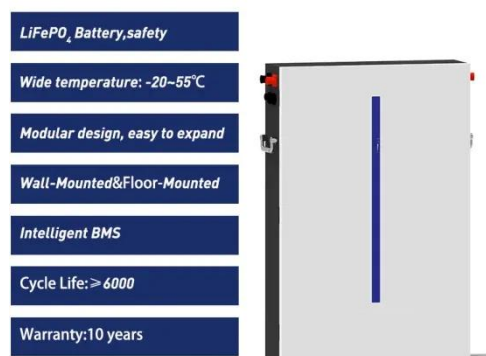 LiFePO₄ Battery,safety
Wide temperature: -20~55℃
Modular design, easy to expand
Wall-Mounted&Floor-Mounted
Intelligent BMS
Cycle Life:≥6000
Warranty:10 years